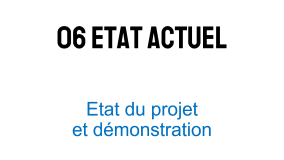 06 ETAT ACTUEL
Etat du projet
et démonstration